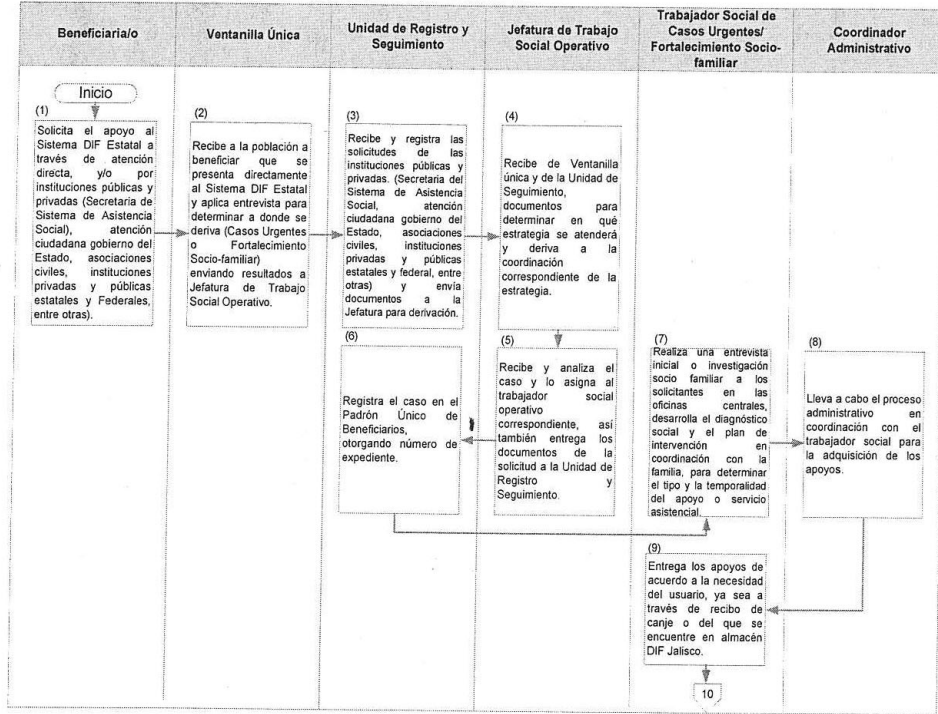 Beneficiaria/o
Ventanilla Única
Unidad de Registro y
Seguimiento
Jefatura de Trabajo
Social Operativo
Trabajador Social de
Casos Urgentes/
Fortalecimiento Socio-
familiar
Coordinador
Administrativo
Inicio
(1)
Solicita el apoyo al
Sistema DIF Estatal a
través de atención
directa, y/o por
instituciones públicas y
privadas (Secretaria de
Sistema de Asistencia
Social), atención
ciudadana gobierno del
Estado, asociaciones
civiles, instituciones
privadas y públicas
estatales y Federales,
entre otras).
(2)
Recibe a la población a
beneficiar que se
presenta directamente
al Sistema DIF Estatal
y aplica entrevista para
determinar a donde se
deriva (Casos Urgentes
o Fortalecimiento
Socio-familiar)
enviando resultados a
Jefatura de Trabajo
Social Operativo.
(3)
Recibe y registra las
solicitudes de las
instituciones públicas y
privadas. (Secretaria del
Sistema de Asistencia
Social, atención
ciudadana gobierno del
Estado, asociaciones
civiles, instituciones
privadas y públicas
estatales y federal, entre
otras) y envía
documentos a la
Jefatura para derivación.
(4)
Recibe de Ventanilla
única y de la Unidad de
Seguimiento,
documentos para
determinar en qué
estrategia se atenderá
y deriva a la
coordinación
correspondiente de la
estrategia.
(5)
Recibe y analiza el
caso y lo asigna al
trabajador social
operativo
correspondiente, así
también entrega los
documentos de la
solicitud a la Unidad de
Registro y
Seguimiento.
(6)
Registra el caso en el
Padrón Único de
Beneficiarios,
otorgando número de
expediente.
(7)
Realiza una entrevista
inicial o investigación
socio familiar a los
solicitantes en las
oficinas centrales,
desarrolla el diagnóstico
social y el plan de
intervención en
coordinación con la
familia, para determinar
el tipo y la temporalidad
del apoyo o servicio
asistencial.
(8)
Lleva a cabo el proceso
administrativo en
coordinación con el
trabajador social para
la adquisición de los
apoyos.
(9)
Entrega los apoyos de
acuerdo a la necesidad
del usuario, ya sea a
través de recibo de
canje o del que se
encuentre en almacén
DIF Jalisco.
10